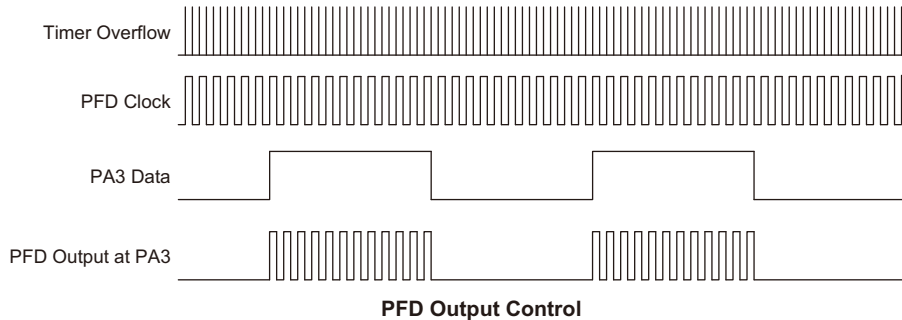 Timer Overflow
PFD Clock
PA3 Data
PFD Output at PA3
PFD Output Control